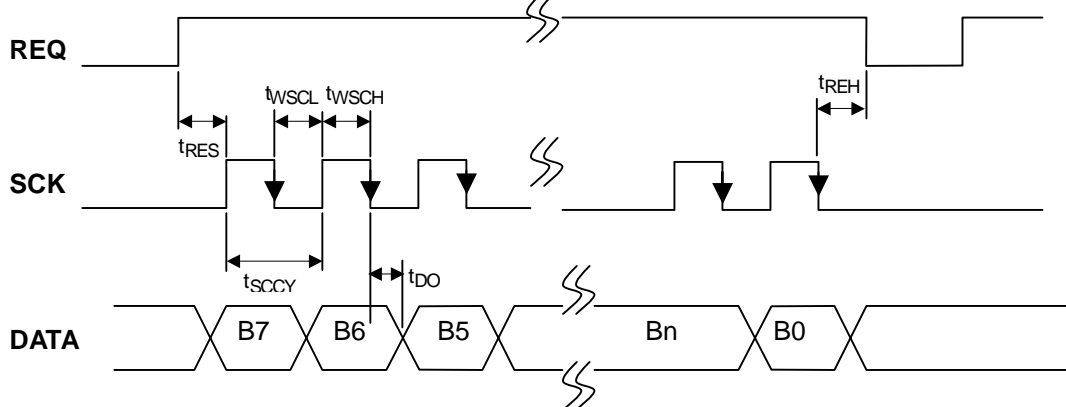 REQ
tREH
tWSCL tWSCH
tRES
SCK
tSCCY
tDO
DATA B7 B6 B5 Bn B0